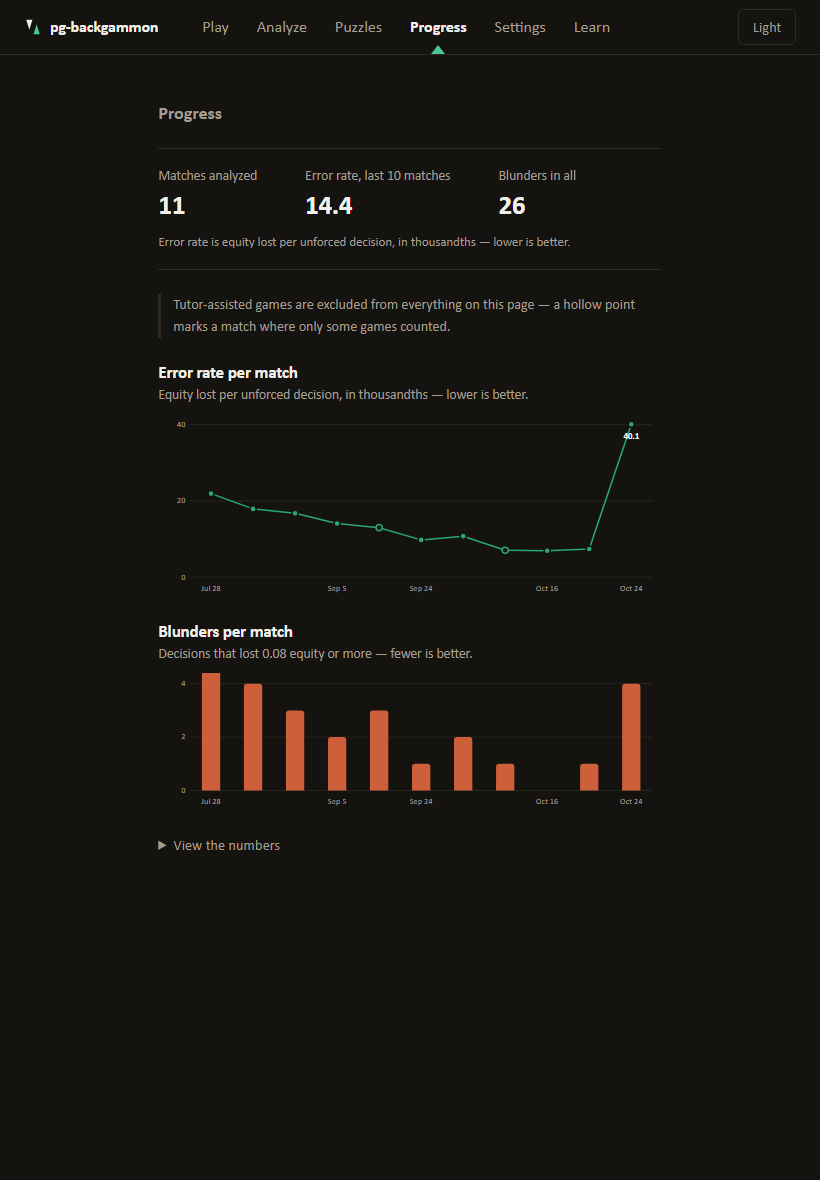 pg-backgammon Play Analyze Puzzles Progress Settings Learn Light
Progress
Matches analyzed Error rate, last 10 matches Blunders in all
11 14.4 26
Error rate is equity lost per unforced decision, in thousandths — lower is better.
Tutor-assisted games are excluded from everything on this page — a hollow point
marks a match where only some games counted.
Error rate per match
Equity lost per unforced decision, in thousandths — lower is better.
40
40.1
20
0
Jul 28 Sep 5 Sep 24 Oct 16 Oct 24
Blunders per match
Decisions that lost 0.08 equity or more — fewer is better.
4
2
0
Jul 28 Sep 5 Sep 24 Oct 16 Oct 24
View the numbers